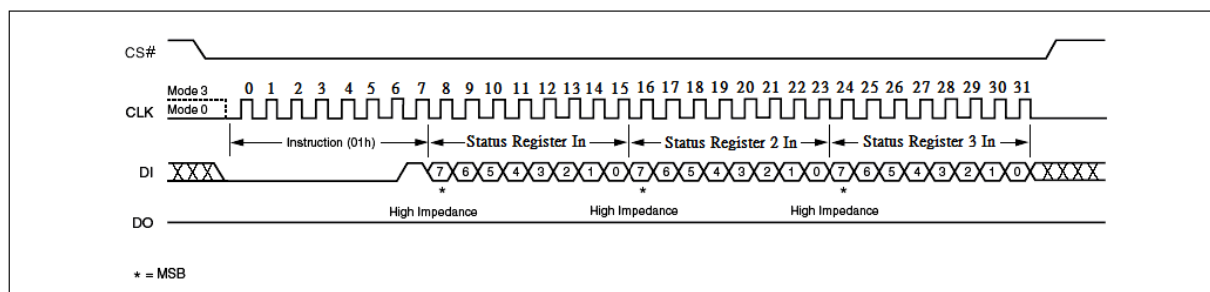 CS#
Mode 3
0 1 2 3 4 5 6 7 8 9 10 11 12 13 14 15 16 17 18 19 20 21 22 23 24 25 26 27 28 29 30 31
CLK
Mode 0
Instruction (01h) Status Register In Status Register 2 In Status Register 3 In
DI 7 6 5 4 3 2 1 0 7 6 5 4 3 2 1 0 7 6 5 4 3 2 1 0
* * *
High Impedance High Impedance High Impedance
DO
* = MSB